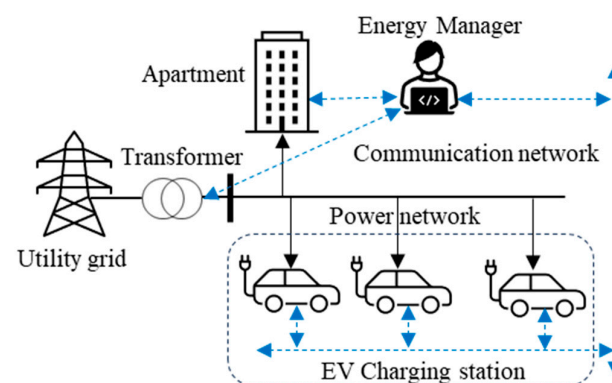 Energy Manager
Apartment
</>
Transformer
Communication network
Power network
Utility grid
EV Charging station